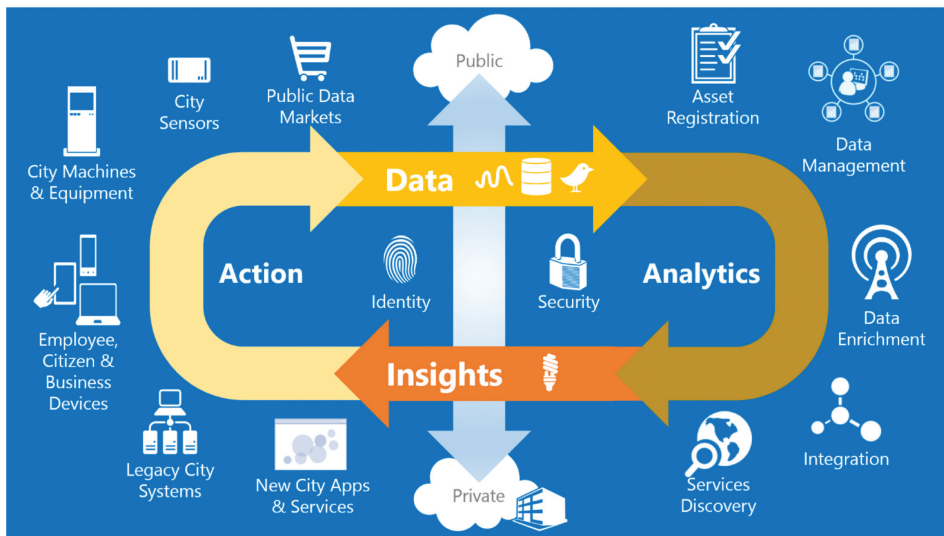 Public
City
Sensors
Public Data
Markets
Asset
Registration
Data
Management
City Machines
& Equipment
Data
Action
Identity
Security
Analytics
Employee,
Citizen &
Business
Devices
Data
Enrichment
Insights
Legacy City
Systems
New City Apps
& Services
Private
Services
Discovery
Integration